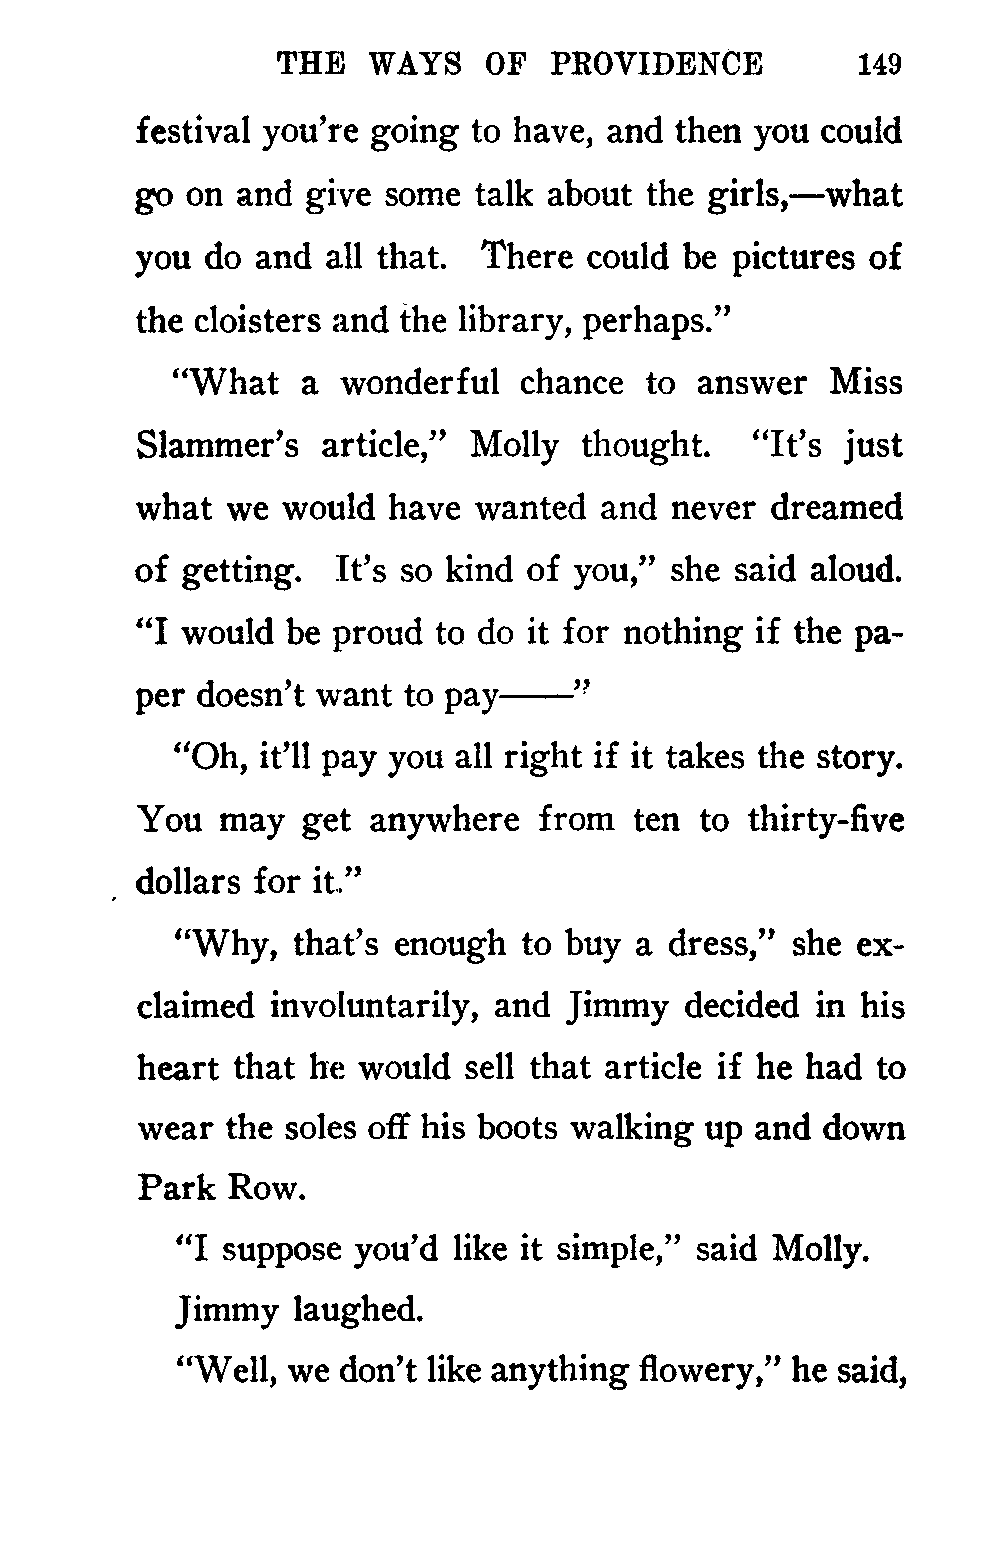 THE WAYS OF PROVIDENCE 149
festival you're going to have, and then you could
go on and give some talk about the girls,—what
you do and all that. There could be pictures of
the cloisters and the library, perhaps.”
“What a wonderful chance to answer Miss
Slammer's article,” Molly thought. “It's just
what we would have wanted and never dreamed
of getting. It's so kind of you,” she said aloud.
“I would be proud to do it for nothing if the pa-
per doesn't want to pay——”
“Oh, it'll pay you all right if it takes the story.
You may get anywhere from ten to thirty-five
dollars for it.”
“Why, that's enough to buy a dress,” she ex-
claimed involuntarily, and Jimmy decided in his
heart that he would sell that article if he had to
wear the soles off his boots walking up and down
Park Row.
“I suppose you'd like it simple,” said Molly.
Jimmy laughed.
“Well, we don't like anything flowery,” he said,